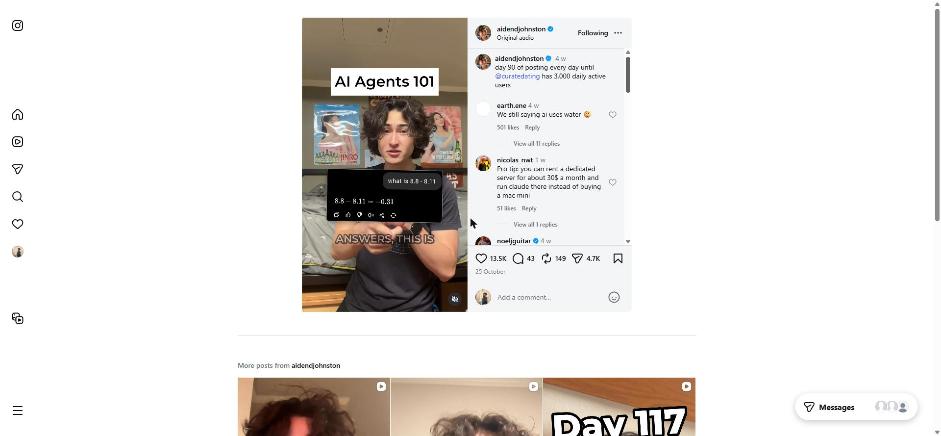 AI Agents 101
what is 8.8 - 8.11
8.8 − 8.11 = −0.31
ANSWERS, THIS IS
aidendjohnston
Original audio
Following
aidendjohnston 4 w
day 90 of posting every day until
@curatedating has 3,000 daily active
users
earth.ene 4 w
We still saying ai uses water
501 likes Reply
View all 11 replies
nicolas_nwt 1 w
Pro tip: you can rent a dedicated
server for about 30$ a month and
run claude there instead of buying
a mac mini
51 likes Reply
View all 1 replies
noeljguitar 4 w
13.5K 43 149 4.7K
25 October
Add a comment...
More posts from aidendjohnston
Day 117
Messages